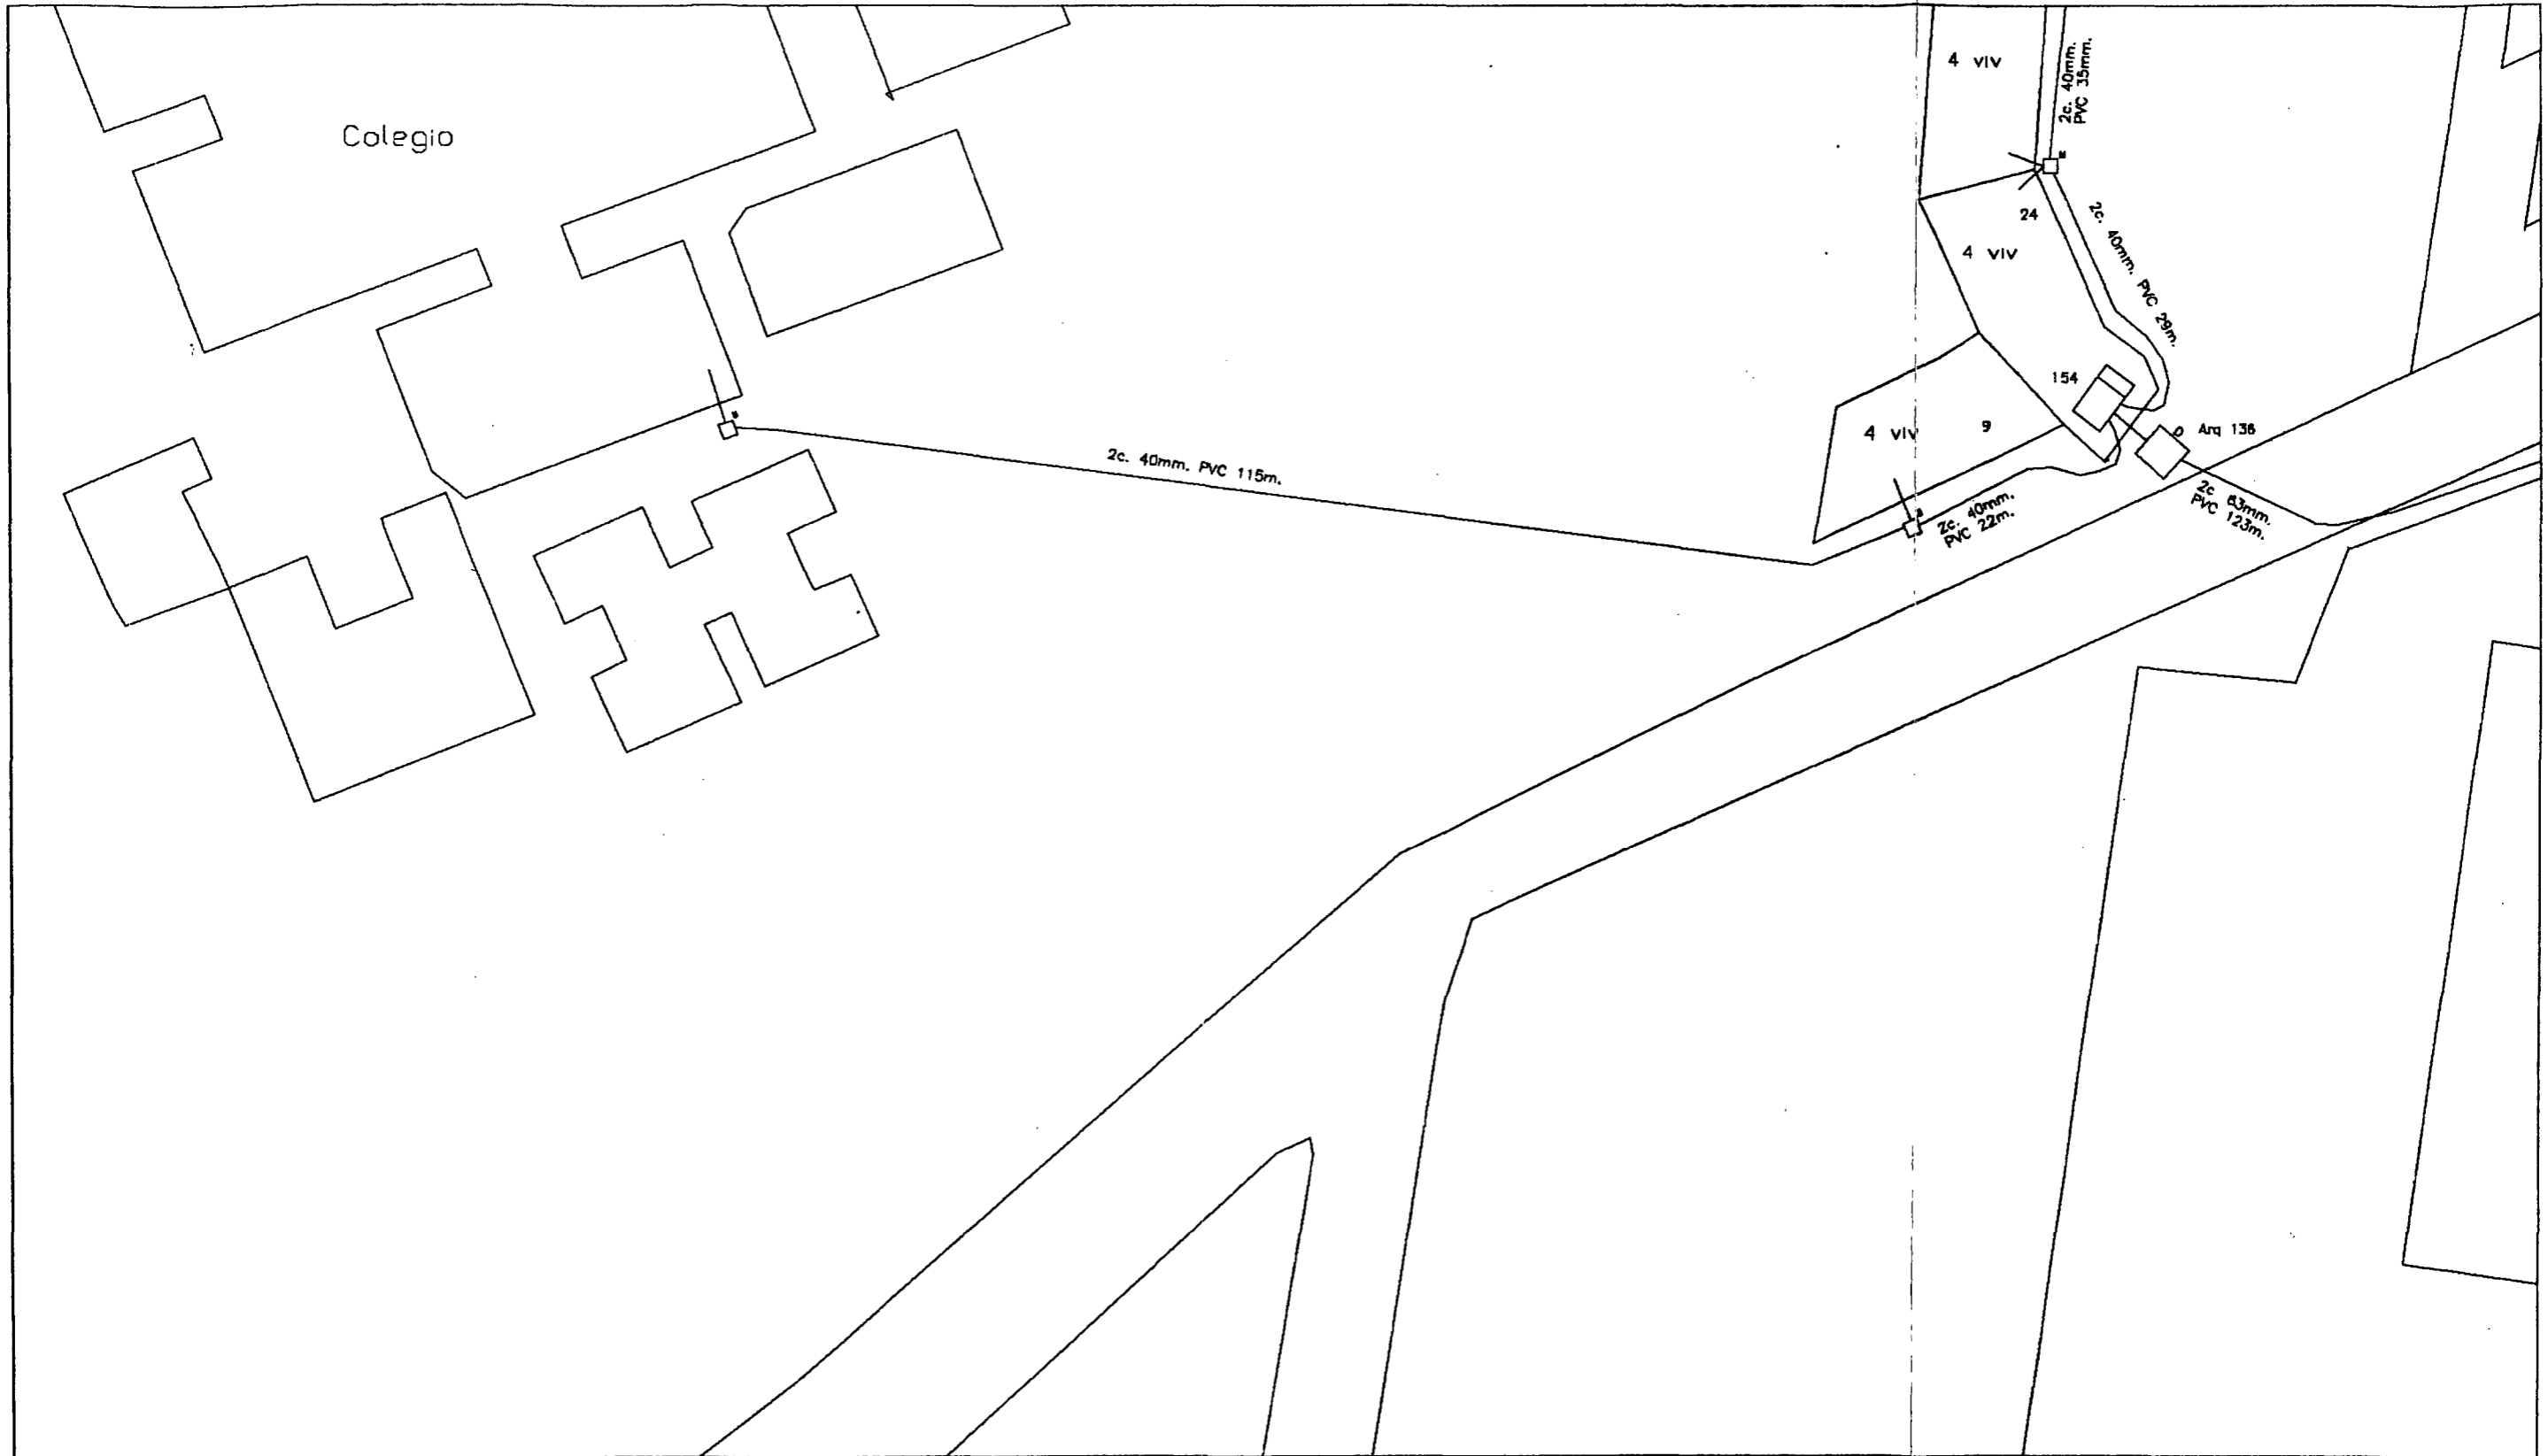 Colegio
4 viv
2c. 40mm.
PVC 35mm.
24
4 viv
2c. 40mm. PVC 29m.
154
4 viv
9
Arq 136
2c. 40mm. PVC 115m.
2c. 40mm.
PVC 22m.
2c 63mm.
PVC 123m.